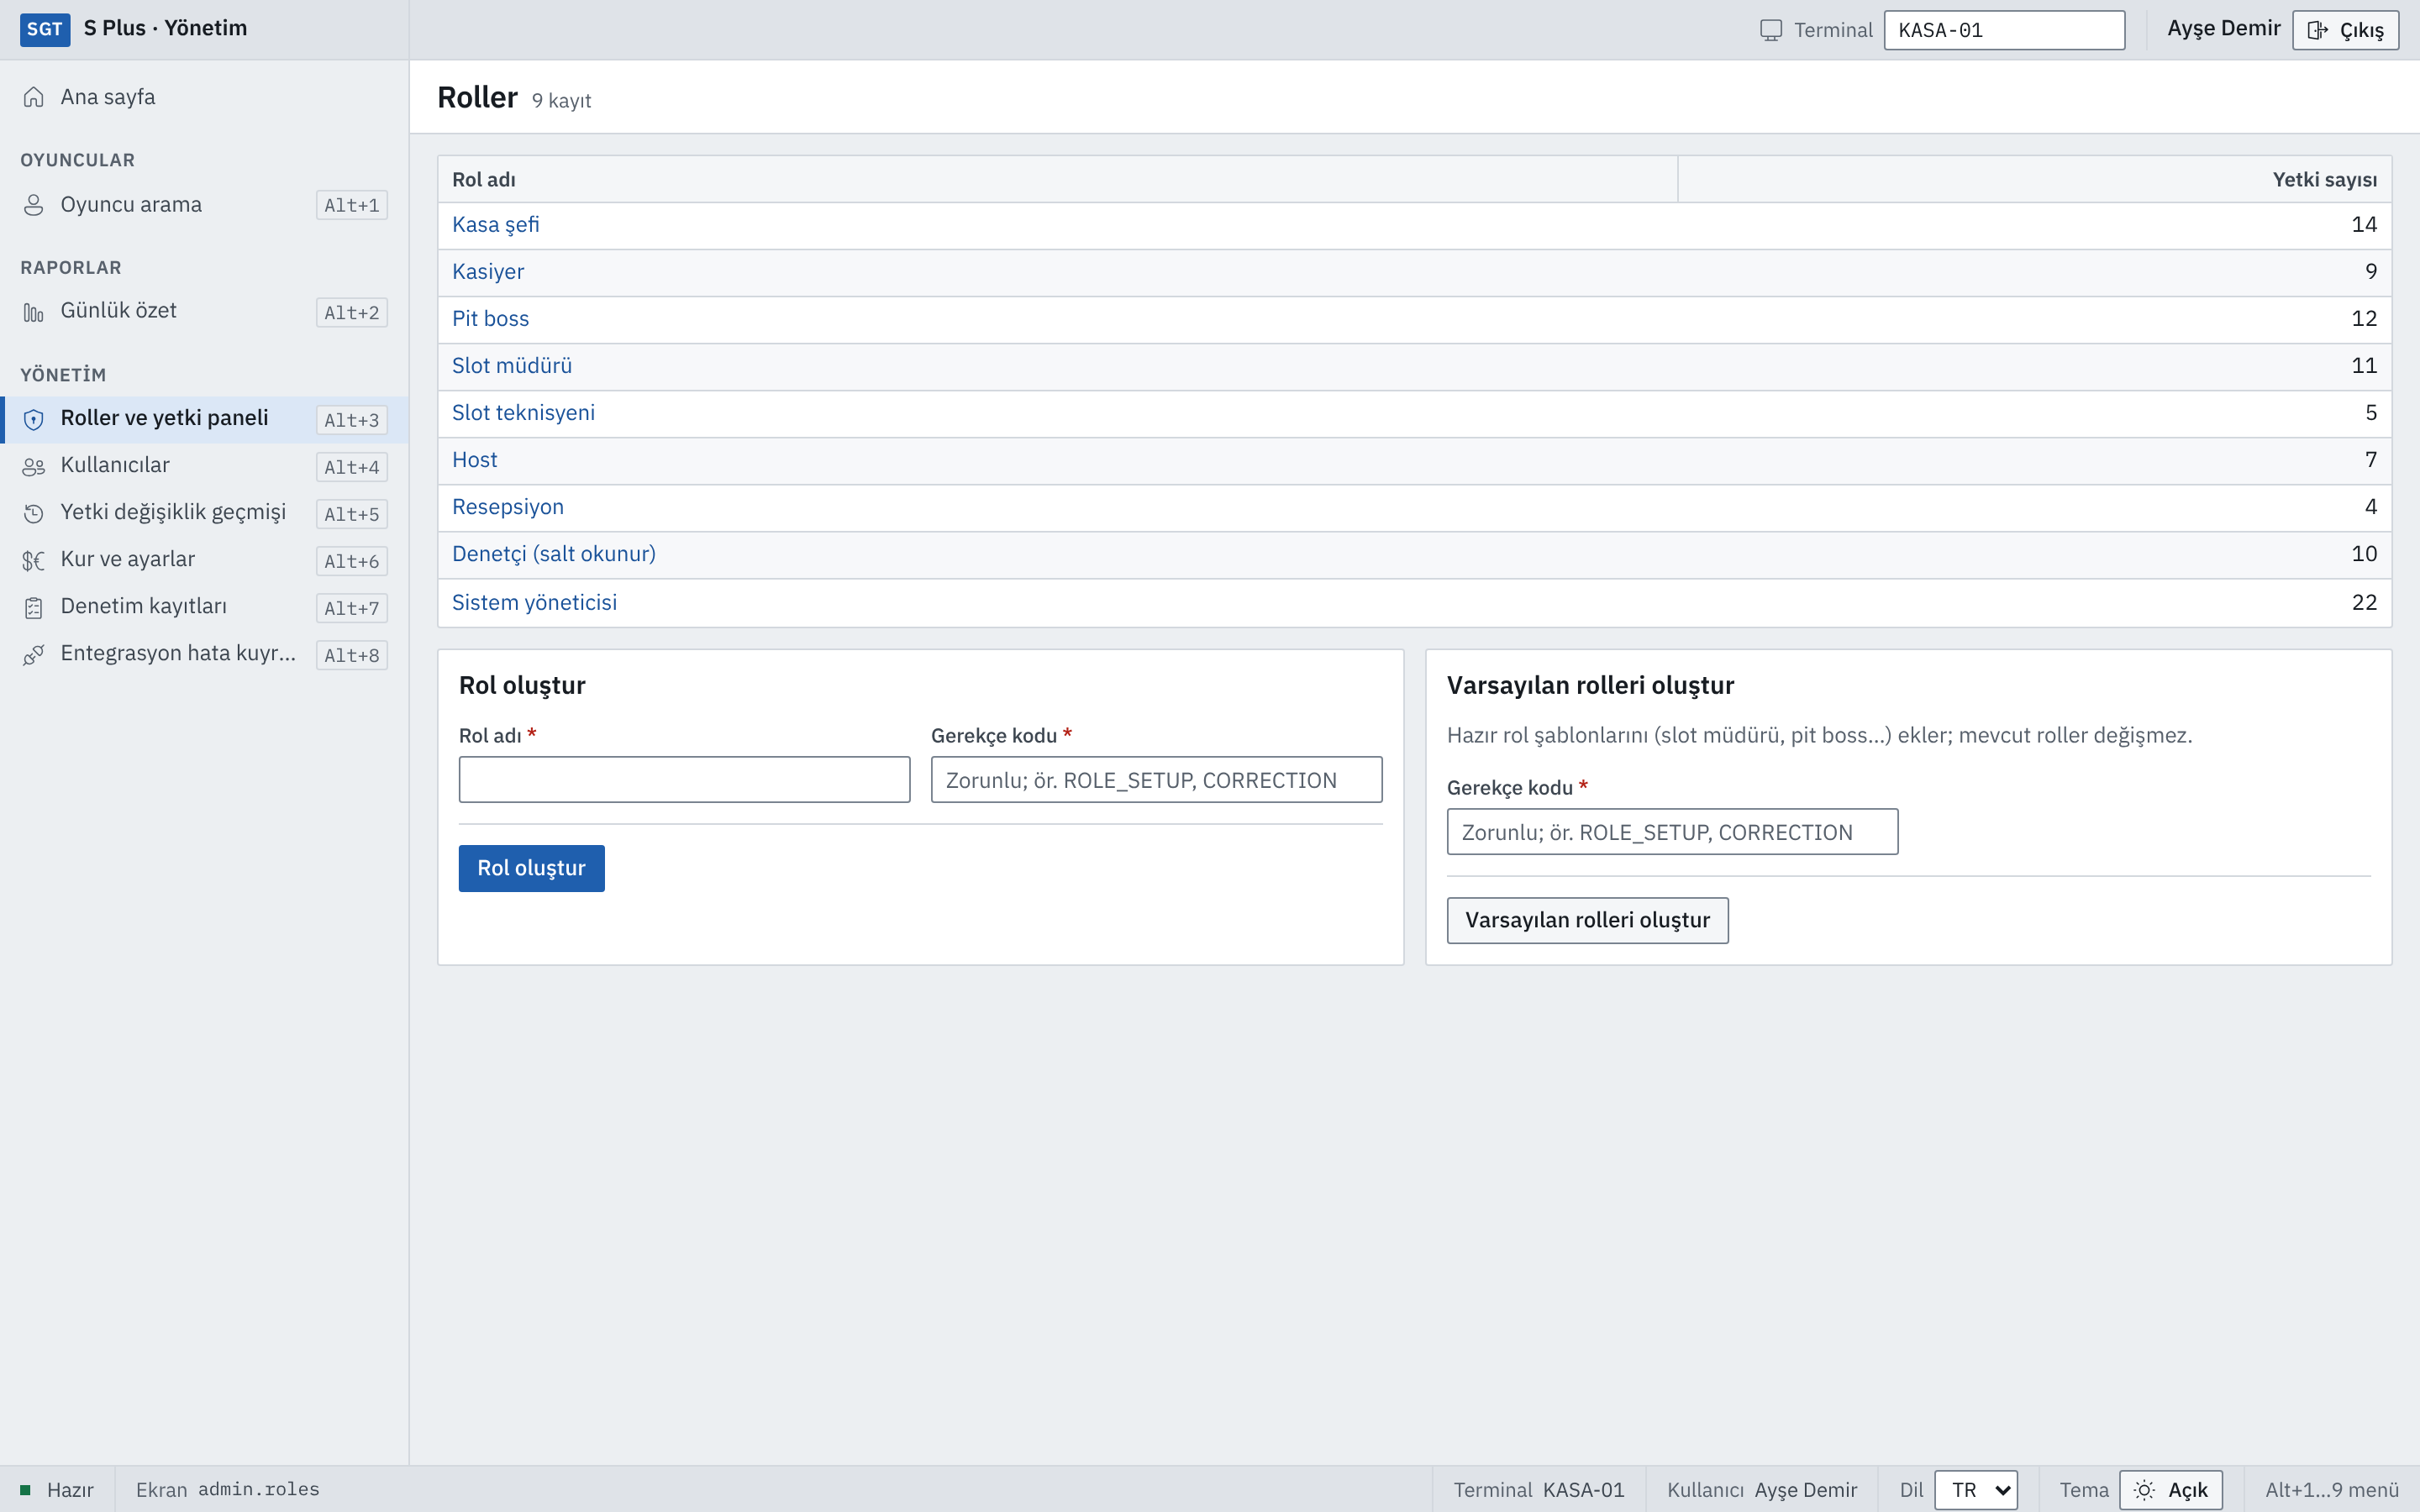 SGT S Plus · Yönetim
Terminal KASA-01 Ayşe Demir Çıkış
Ana sayfa
OYUNCULAR
Oyuncu arama Alt+1
RAPORLAR
Günlük özet Alt+2
YÖNETİM
Roller ve yetki paneli Alt+3
Kullanıcılar Alt+4
Yetki değişiklik geçmişi Alt+5
$€ Kur ve ayarlar Alt+6
Denetim kayıtları Alt+7
Entegrasyon hata kuyr... Alt+8
Roller 9 kayıt
Rol adı Yetki sayısı
Kasa şefi 14
Kasiyer 9
Pit boss 12
Slot müdürü 11
Slot teknisyeni 5
Host 7
Resepsiyon 4
Denetçi (salt okunur) 10
Sistem yöneticisi 22
Rol oluştur
Rol adı * Gerekçe kodu *
Zorunlu; ör. ROLE_SETUP, CORRECTION
Rol oluştur
Varsayılan rolleri oluştur
Hazır rol şablonlarını (slot müdürü, pit boss...) ekler; mevcut roller değişmez.
Gerekçe kodu *
Zorunlu; ör. ROLE_SETUP, CORRECTION
Varsayılan rolleri oluştur
Hazır Ekran admin.roles Terminal KASA-01 Kullanıcı Ayşe Demir Dil TR Tema Açık Alt+1...9 menü